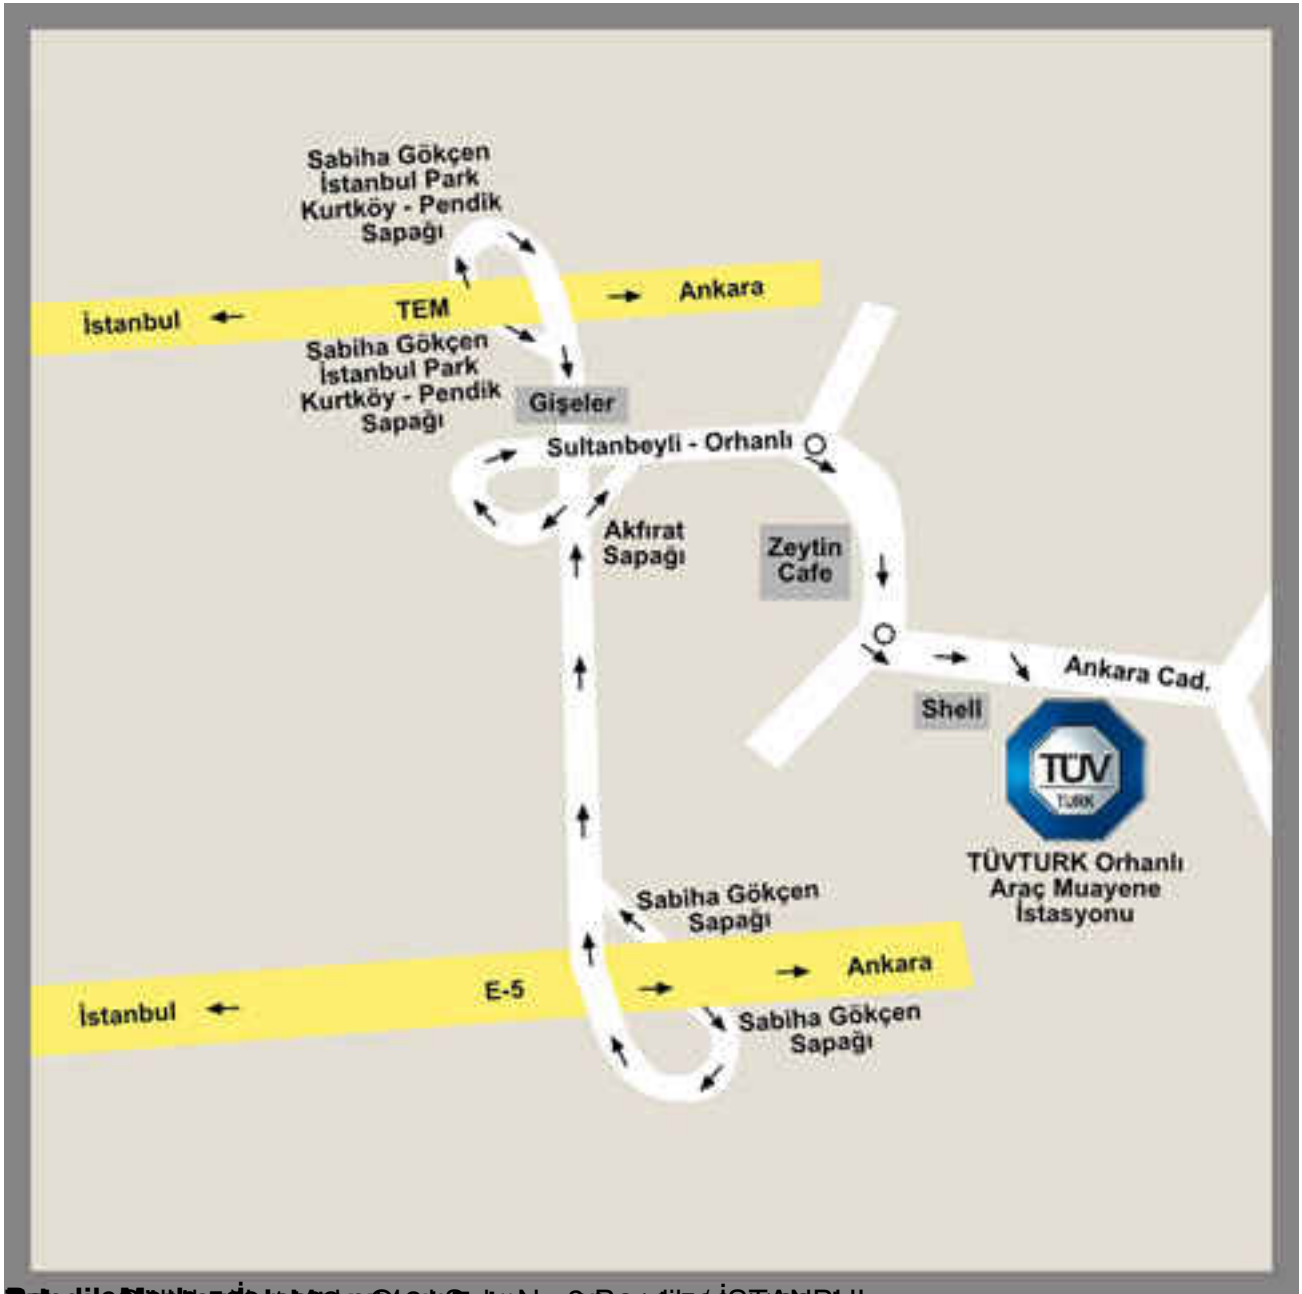 Sabiha Gökçen
İstanbul Park
Kurtköy - Pendik
Sapağı
İstanbul
TEM
Ankara
Sabiha Gökçen
İstanbul Park
Kurtköy - Pendik
Sapağı
Gişeler
Sultanbeyli - Orhanlı
Akfırat
Sapağı
Zeytin
Cafe
Ankara Cad.
Shell
TÜV
TURK
TÜVTURK Orhanlı
Araç Muayene
İstasyonu
Sabiha Gökçen
Sapağı
İstanbul
E-5
Ankara
Sabiha Gökçen
Sapağı